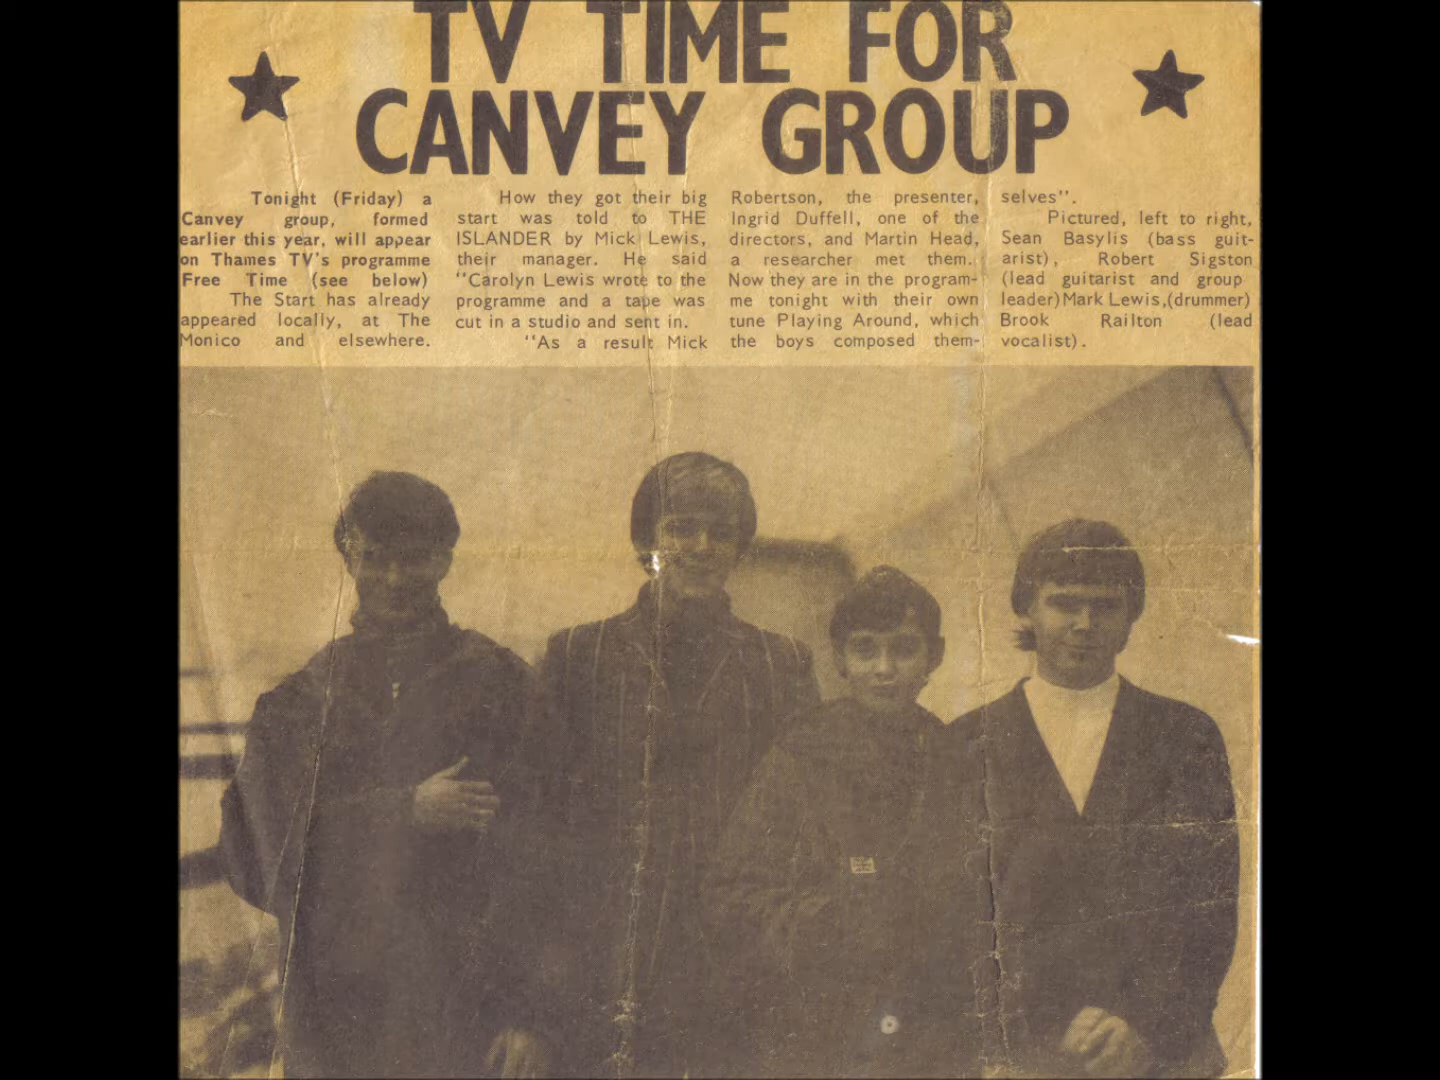 TV TIME FOR
CANVEY GROUP
Tonight (Friday) a
Canvey group, formed
earlier this year, will appear
on Thames TV's programme
Free Time (see below)
The Start has already
appeared locally, at The
Monico and elsewhere.
How they got their big
start was told to THE
ISLANDER by Mick Lewis,
their manager. He said
"Carolyn Lewis wrote to the
programme and a tape was
cut in a studio and sent in.
"As a result Mick
Robertson, the presenter,
Ingrid Duffell, one of the
directors, and Martin Head,
a researcher met them.
Now they are in the program-
me tonight with their own
tune Playing Around, which
the boys composed them-
selves".
Pictured, left to right,
Sean Basylis (bass guit-
arist), Robert Sigston
(lead guitarist and group
leader) Mark Lewis,(drummer)
Brook Railton (lead
vocalist).